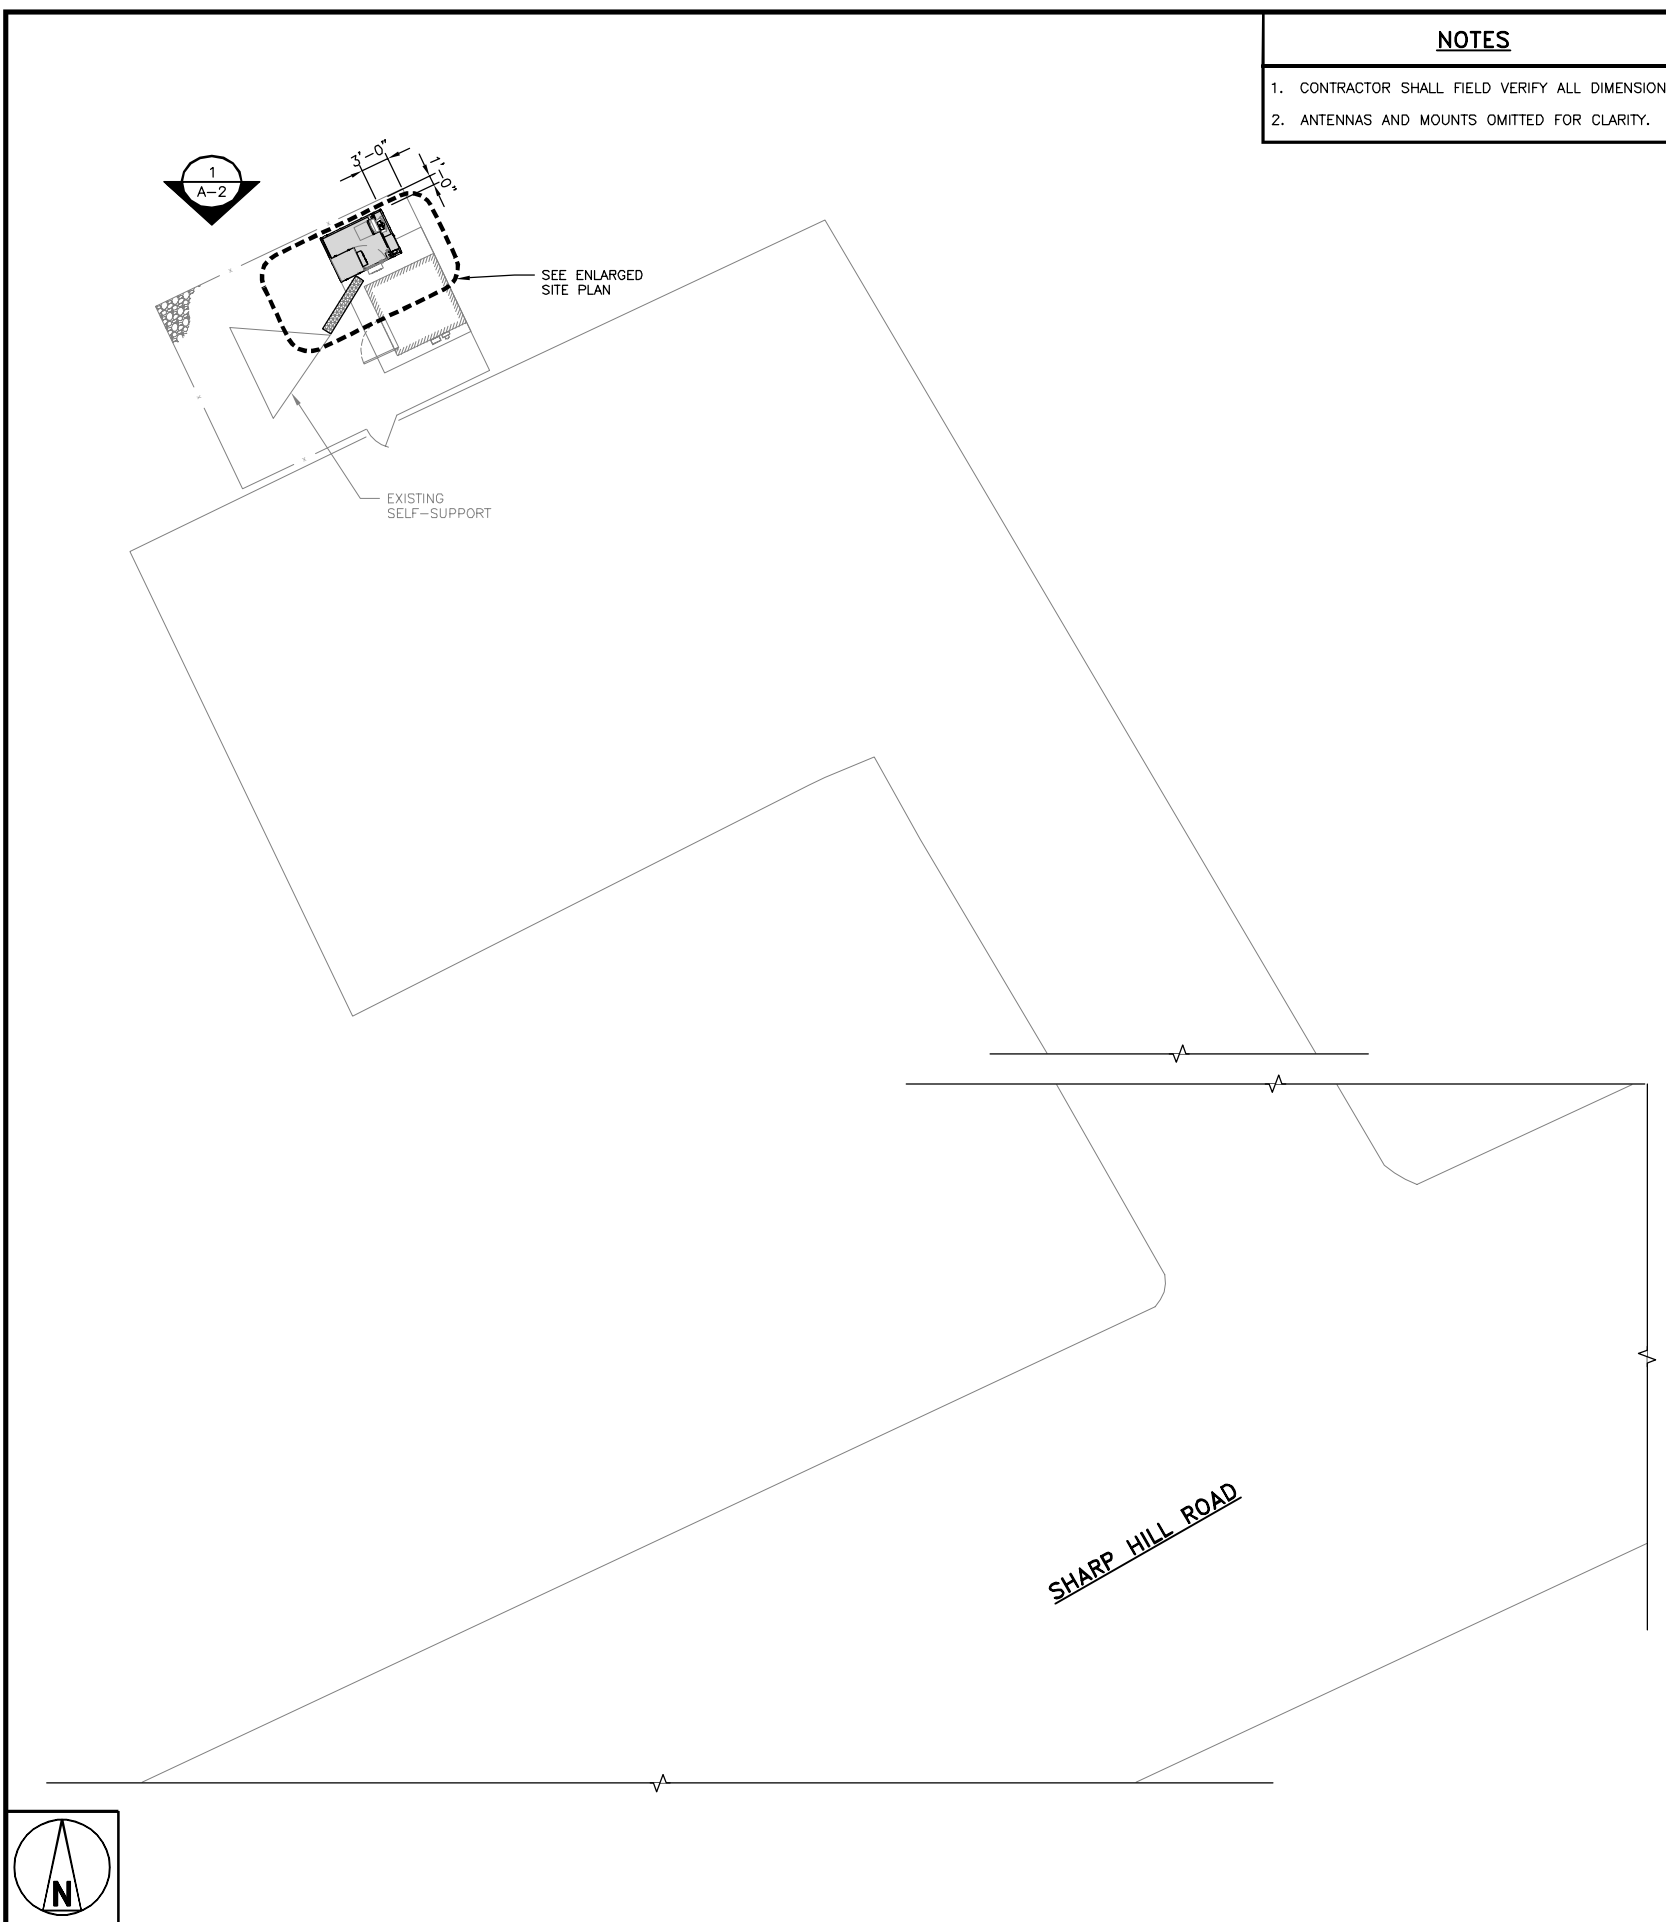 NOTES
1. CONTRACTOR SHALL FIELD VERIFY ALL DIMENSION
2. ANTENNAS AND MOUNTS OMITTED FOR CLARITY.
3'-0"
1'-0"
1
A-2
SEE ENLARGED
SITE PLAN
EXISTING
SELF-SUPPORT
SHARP HILL ROAD
N